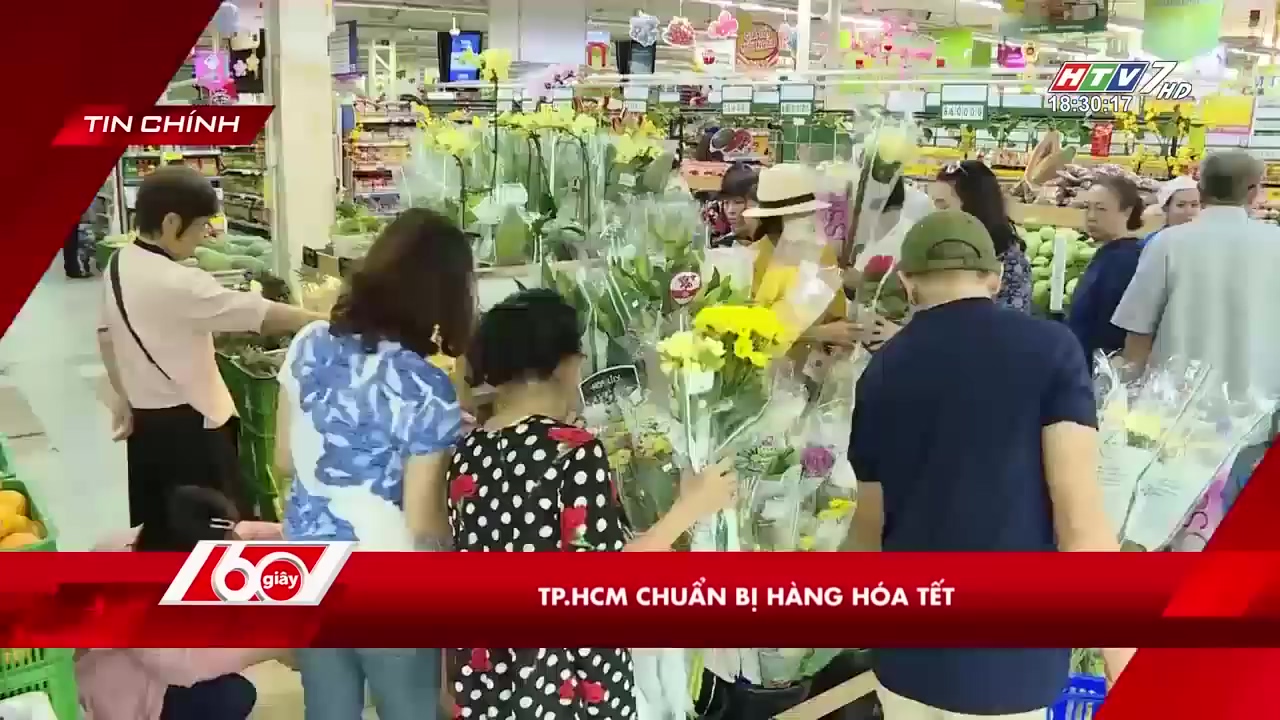 HTV7 HD
18:30:17
TIN CHÍNH
60 giây
TP.HCM CHUẨN BỊ HÀNG HÓA TẾT